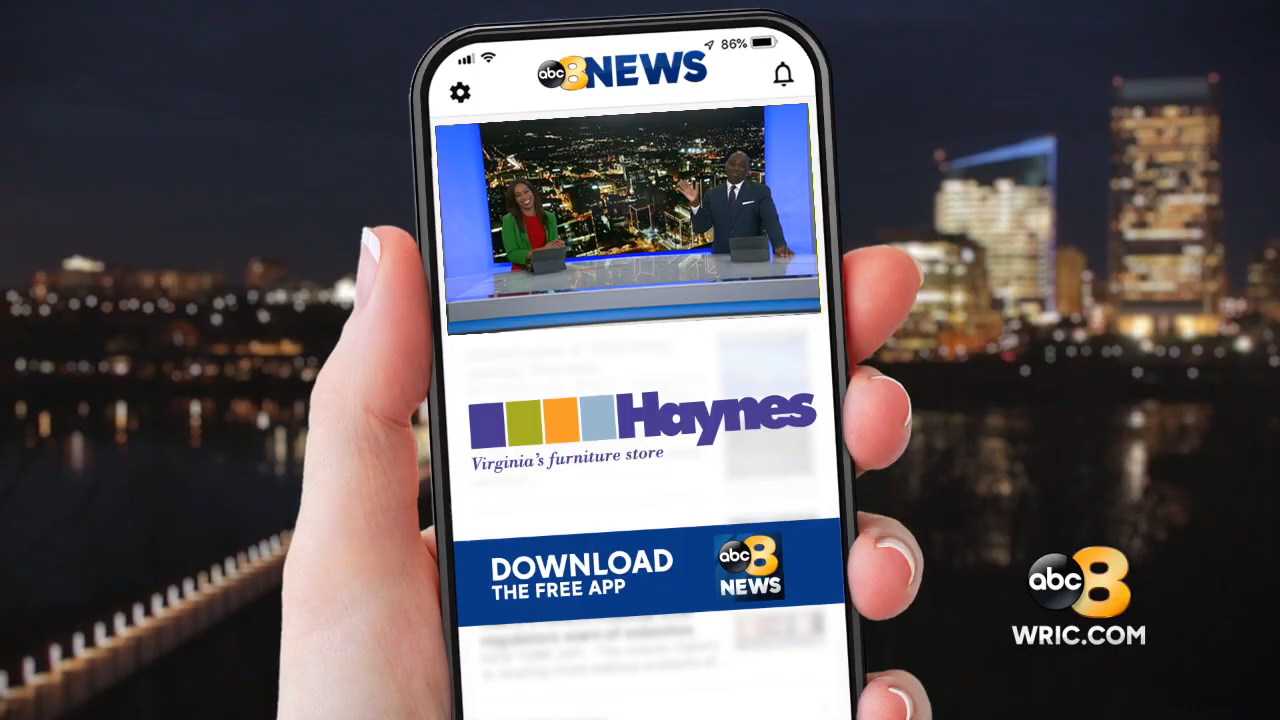 86%
abc 8 NEWS
Haynes
Virginia's furniture store
DOWNLOAD
THE FREE APP
abc 8
NEWS
abc 8
WRIC.COM